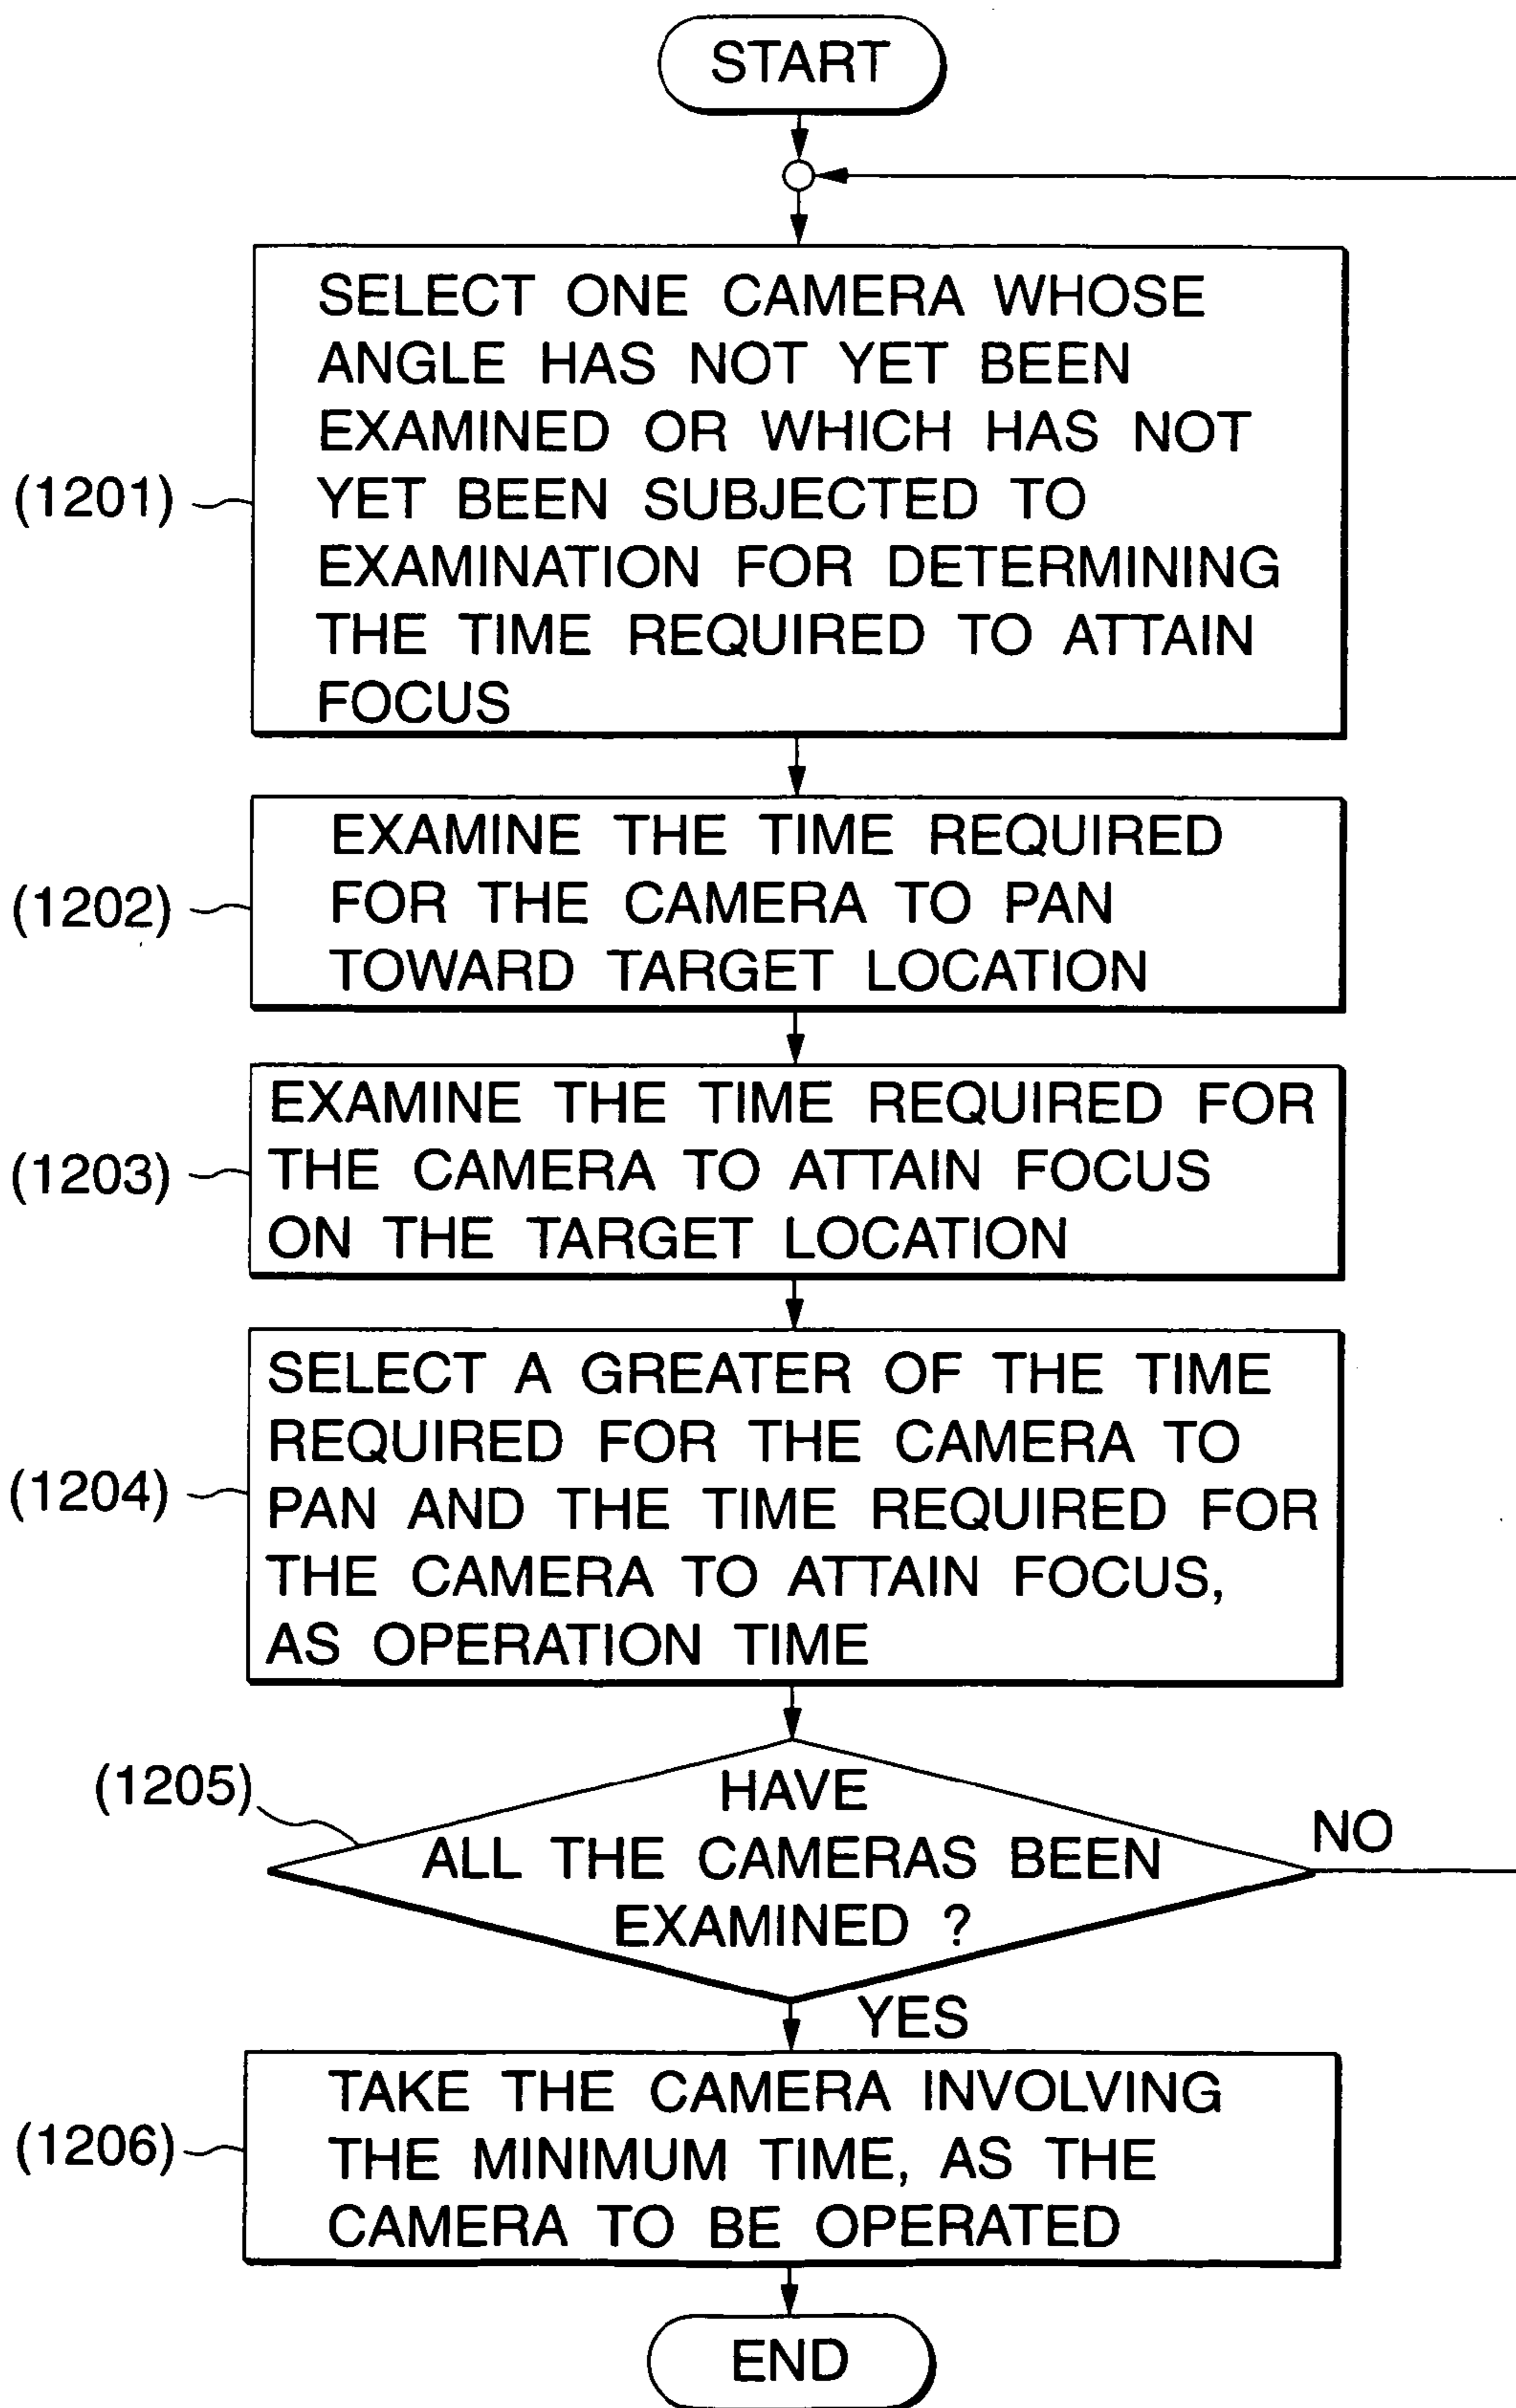 START
SELECT ONE CAMERA WHOSE
ANGLE HAS NOT YET BEEN
EXAMINED OR WHICH HAS NOT
(1201)
YET BEEN SUBJECTED TO
EXAMINATION FOR DETERMINING
THE TIME REQUIRED TO ATTAIN
FOCUS
EXAMINE THE TIME REQUIRED
(1202)
FOR THE CAMERA TO PAN
TOWARD TARGET LOCATION
EXAMINE THE TIME REQUIRED FOR
(1203)
THE CAMERA TO ATTAIN FOCUS
ON THE TARGET LOCATION
SELECT A GREATER OF THE TIME
REQUIRED FOR THE CAMERA TO
(1204)
PAN AND THE TIME REQUIRED FOR
THE CAMERA TO ATTAIN FOCUS,
AS OPERATION TIME
(1205)
HAVE
ALL THE CAMERAS BEEN
EXAMINED ?
NO
YES
TAKE THE CAMERA INVOLVING
(1206)
THE MINIMUM TIME, AS THE
CAMERA TO BE OPERATED
END